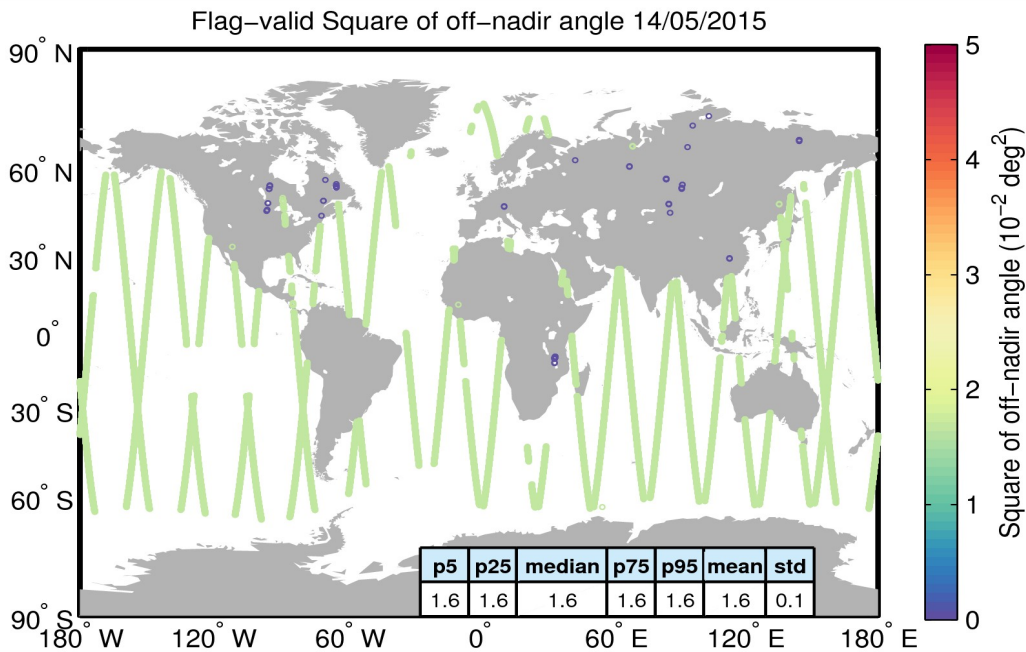 Flag-valid Square of off-nadir angle 14/05/2015
90° N
60° N
30° N
0°
30° S
60° S
90° S
180° W
120° W
60° W
0°
60° E
120° E
180° E
p5 p25 median p75 p95 mean std
1.6 1.6 1.6 1.6 1.6 1.6 0.1
5
4
3
2
1
0
Square of off-nadir angle (10⁻² deg²)